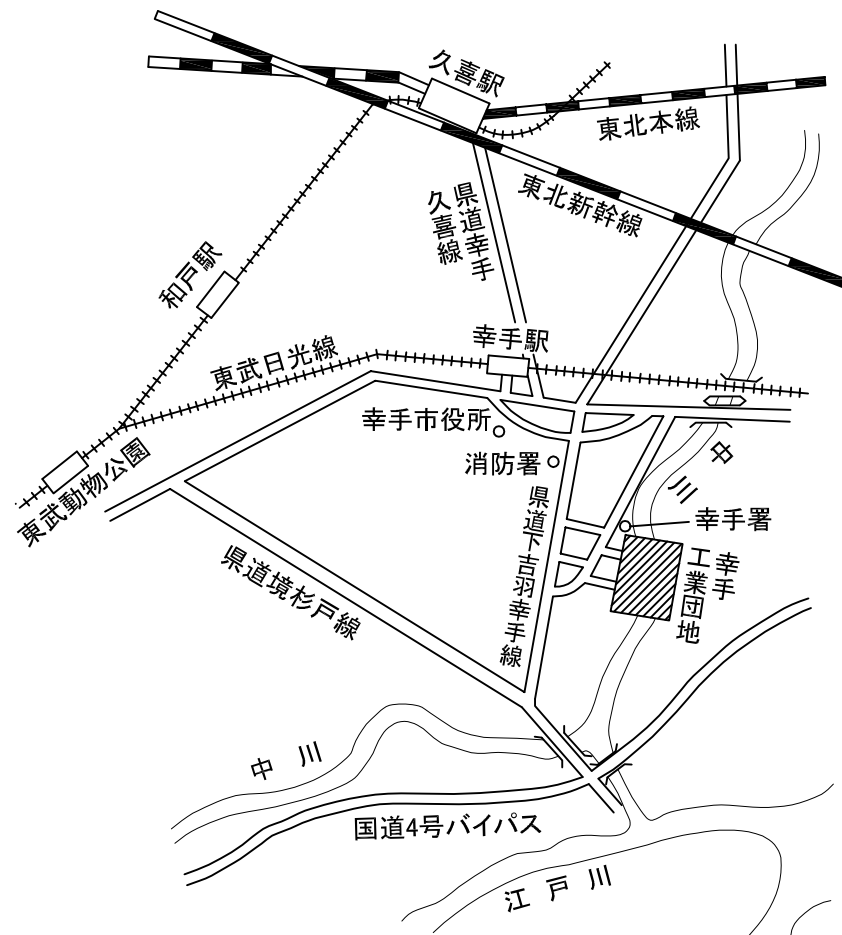 久喜駅
東北本線
東北新幹線
県道幸手
久喜線
和戸駅
幸手駅
東武日光線
幸手市役所
消防署
東武動物公園
中川
県道下吉羽幸手線
幸手署
幸手
工業団地
県道境杉戸線
中川
国道4号バイパス
江戸川